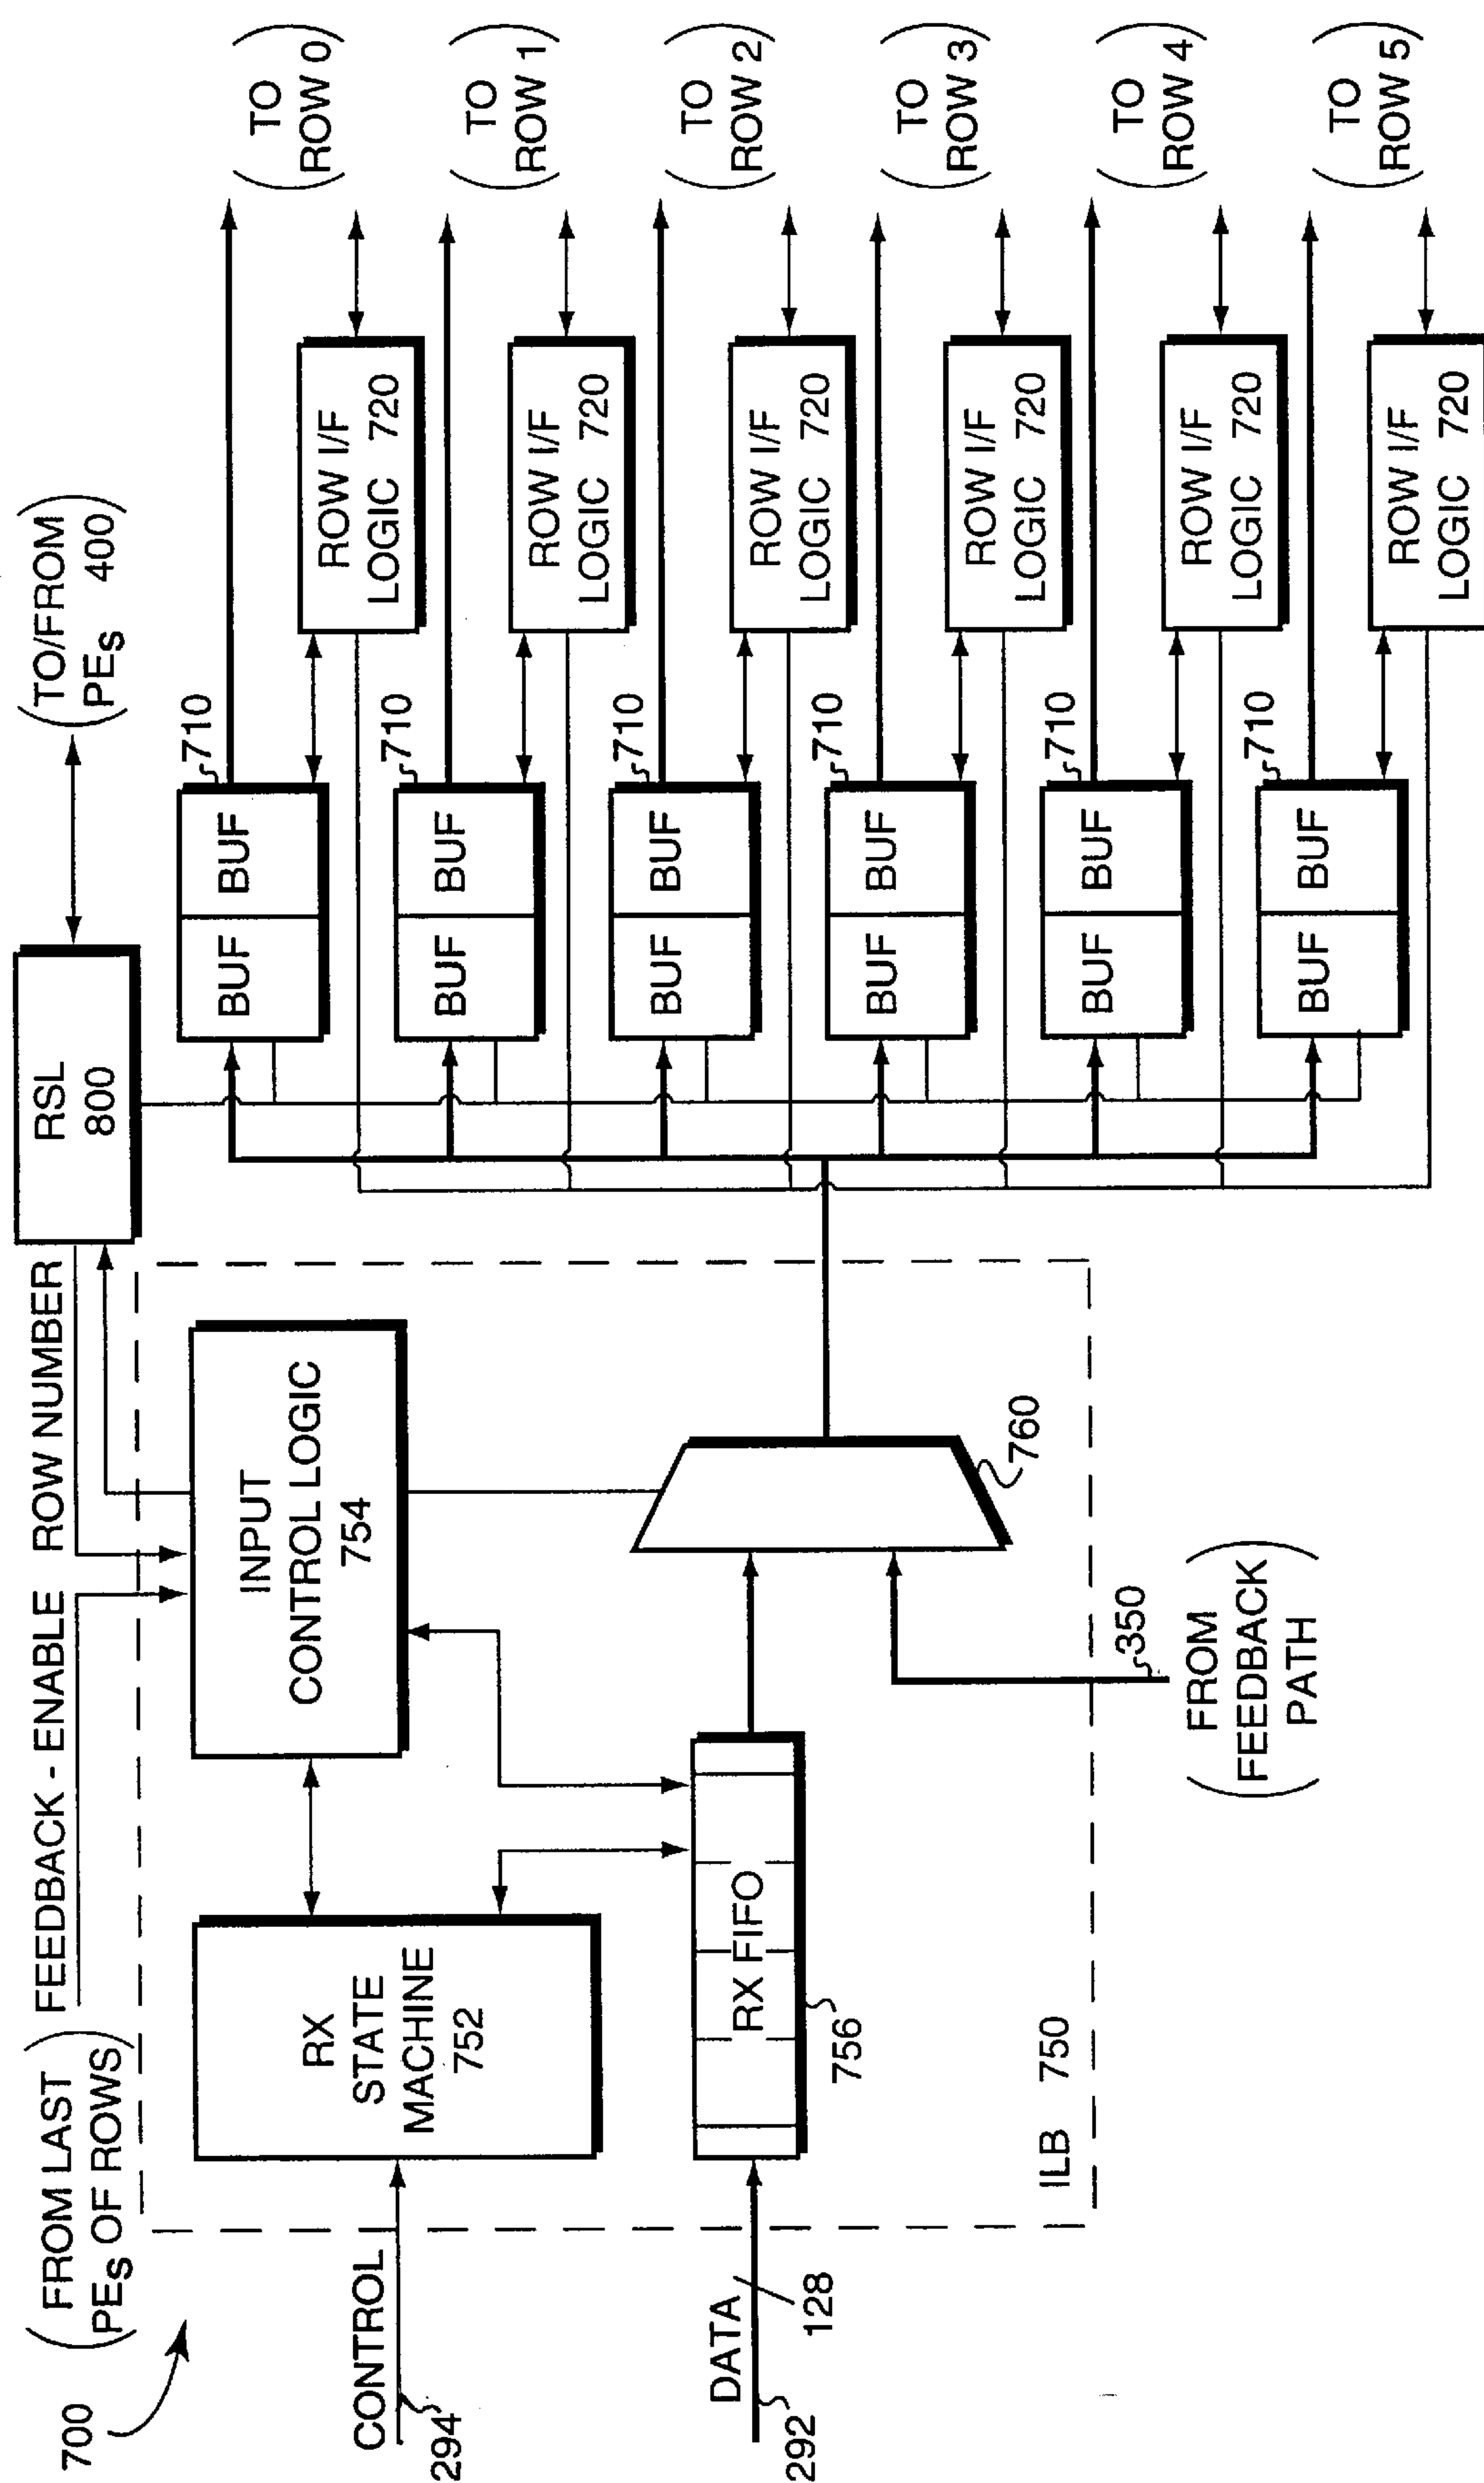 700
(FROM LAST
PEs OF ROWS)
FEEDBACK - ENABLE
ROW NUMBER
RSL
800
(TO/FROM
PEs 400)
CONTROL
294
RX
STATE
MACHINE
752
INPUT
CONTROL LOGIC
754
DATA
292
128
RX FIFO
756
760
350
(FROM
FEEDBACK
PATH)
ILB 750
BUF BUF
710
ROW I/F
LOGIC 720
(TO
ROW 0)
BUF BUF
710
ROW I/F
LOGIC 720
(TO
ROW 1)
BUF BUF
710
ROW I/F
LOGIC 720
(TO
ROW 2)
BUF BUF
710
ROW I/F
LOGIC 720
(TO
ROW 3)
BUF BUF
710
ROW I/F
LOGIC 720
(TO
ROW 4)
BUF BUF
710
ROW I/F
LOGIC 720
(TO
ROW 5)